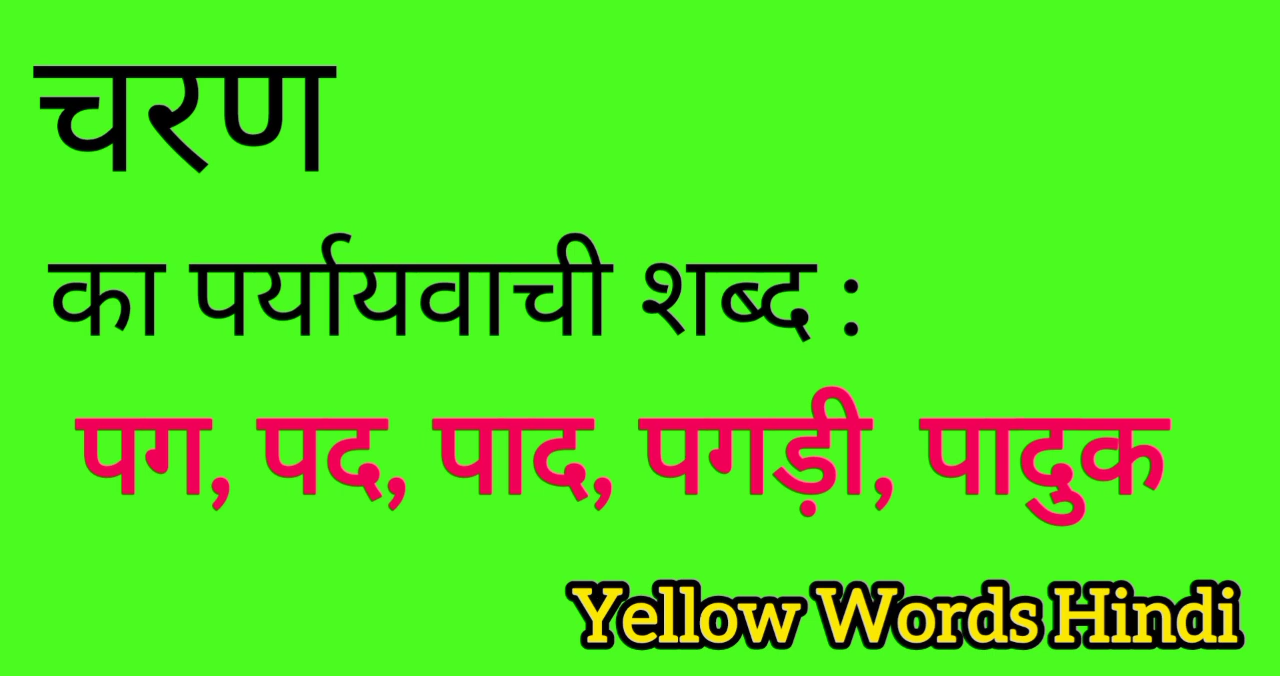 चरण
का पर्यायवाची शब्द :
पग, पद, पाद, पगड़ी, पादुक
Yellow Words Hindi